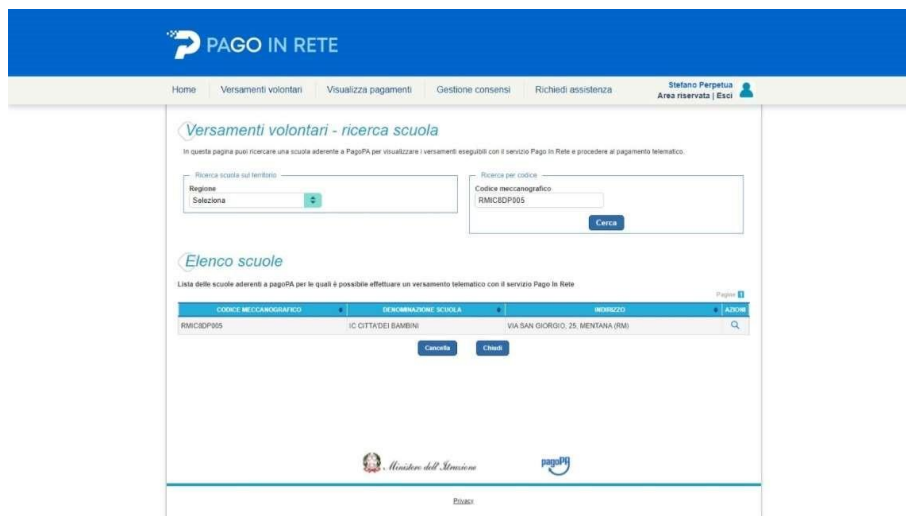 PAGO IN RETE
Home Versamenti volontari Visualizza pagamenti Gestione consensi Richiedi assistenza Stefano Perpetua
Area riservata | Esci
Versamenti volontari - ricerca scuola
In questa pagina puoi ricercare una scuola aderente a PagoPA per visualizzare i versamenti eseguibili con il servizio Pago In Rete e procedere al pagamento telematico.
Ricerca scuola sul territorio Ricerca per codice
Regione Codice meccanografico
Seleziona RMIC8DP005
Cerca
Elenco scuole
Lista delle scuole aderenti a pagoPA per le quali è possibile effettuare un versamento telematico con il servizio Pago In Rete
Pagine 1
CODICE MECCANOGRAFICO DENOMINAZIONE SCUOLA INDIRIZZO AZIONI
RMIC8DP005 IC CITTA'DEI BAMBINI VIA SAN GIORGIO, 25, MENTANA (RM)
Cancella Chiudi
Ministero dell'Istruzione pagoPA
Privacy